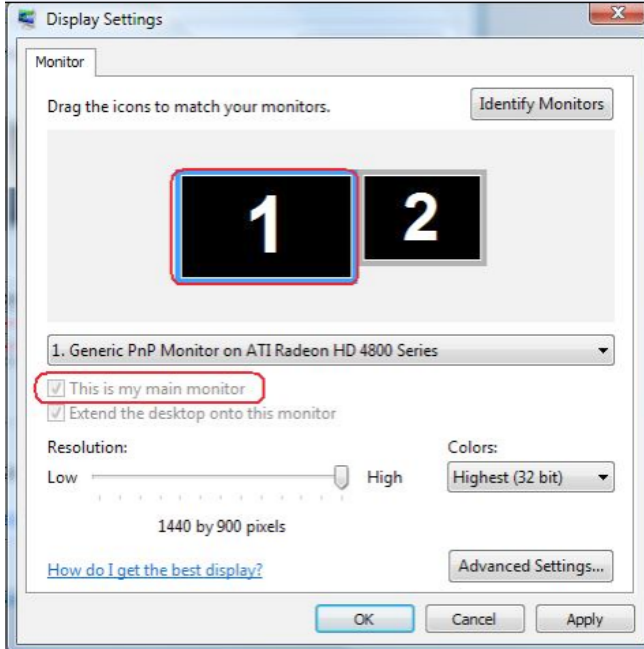 Display Settings
Monitor
Drag the icons to match your monitors.
Identify Monitors
1
2
1. Generic PnP Monitor on ATI Radeon HD 4800 Series
This is my main monitor
Extend the desktop onto this monitor
Resolution:
Colors:
Low
High
Highest (32 bit)
1440 by 900 pixels
How do I get the best display?
Advanced Settings...
OK
Cancel
Apply